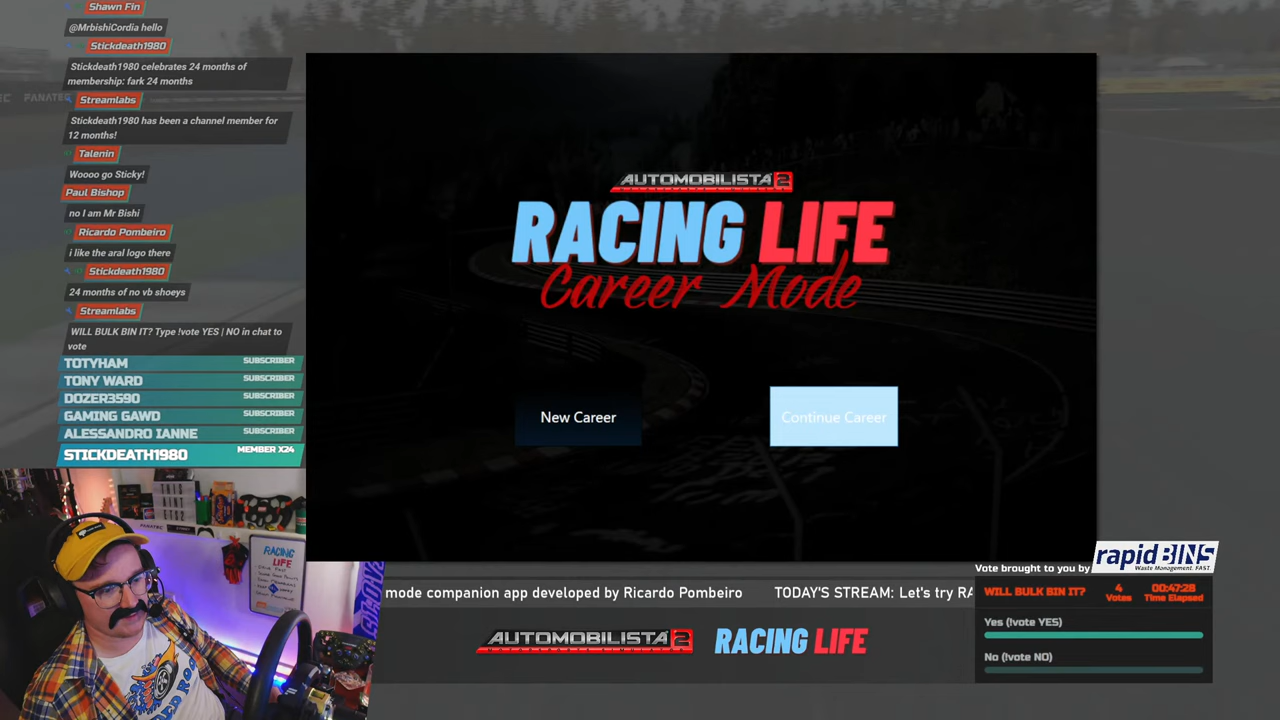 Shawn Fin
@MrbishiCordia hello
Stickdeath1980
Stickdeath1980 celebrates 24 months of
membership: fark 24 months
FANATEC
Streamlabs
Stickdeath1980 has been a channel member for
12 months!
Talenin
Woooo go Sticky!
Paul Bishop
no I am Mr Bishi
Ricardo Pombeiro
i like the aral logo there
Stickdeath1980
24 months of no vb shoeys
Streamlabs
WILL BULK BIN IT? Type !vote YES | NO in chat to
vote
TOTYHAM SUBSCRIBER
TONY WARD SUBSCRIBER
DOZER3590 SUBSCRIBER
GAMING GAWD SUBSCRIBER
ALESSANDRO IANNE SUBSCRIBER
STICKDEATH1980 MEMBER X24
AUTOMOBILISTA 2
RACING LIFE
Career Mode
New Career
Continue Career
RACING
LIFE
mode companion app developed by Ricardo Pombeiro TODAY'S STREAM: Let's try RA
AUTOMOBILISTA 2 RACING LIFE
Vote brought to you by
rapid BINS
Waste Management. FAST.
WILL BULK BIN IT?
4
Votes
00:47:28
Time Elapsed
Yes (!vote YES)
No (!vote NO)